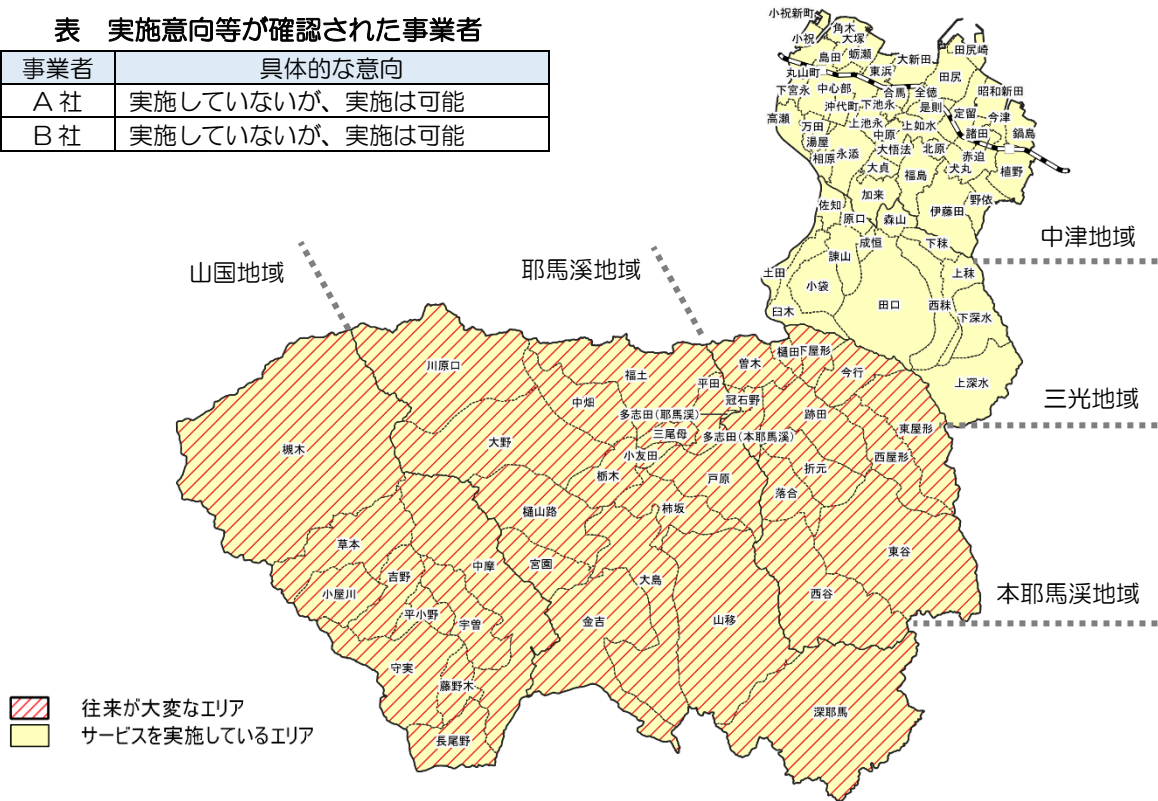 表 実施意向等が確認された事業者
事業者 具体的な意向
A社 実施していないが、実施は可能
B社 実施していないが、実施は可能
小祝新町
角木
小祝
大塚
島田
蛎瀬
大新田
田尻崎
丸山町
東浜
田尻
下宮永
中心部
合馬
全徳
昭和新田
沖代町
下池永
是則
高瀬
万田
上池永
上如水
定留
今津
中原
諸田
鍋島
湯屋
大悟法
北原
相原
永添
赤迫
大貞
福島
犬丸
植野
加来
佐知
伊藤田
野依
原口
森山
中津地域
成恒
下秣
諌山
土田
上秣
小袋
田口
西秣
臼木
下深水
上深水
三光地域
山国地域
耶馬溪地域
樋田
下屋形
川原口
曽木
今行
福土
平田
中畑
冠石野
多志田(耶馬溪)
跡田
東屋形
三尾母
多志田(本耶馬溪)
大野
槻木
小友田
西屋形
栃木
戸原
折元
落合
樋山路
柿坂
草本
東谷
中摩
宮園
吉野
大島
小屋川
西谷
本耶馬溪地域
平小野
宇曽
金吉
山移
守実
藤野木
深耶馬
長尾野
往来が大変なエリア
サービスを実施しているエリア